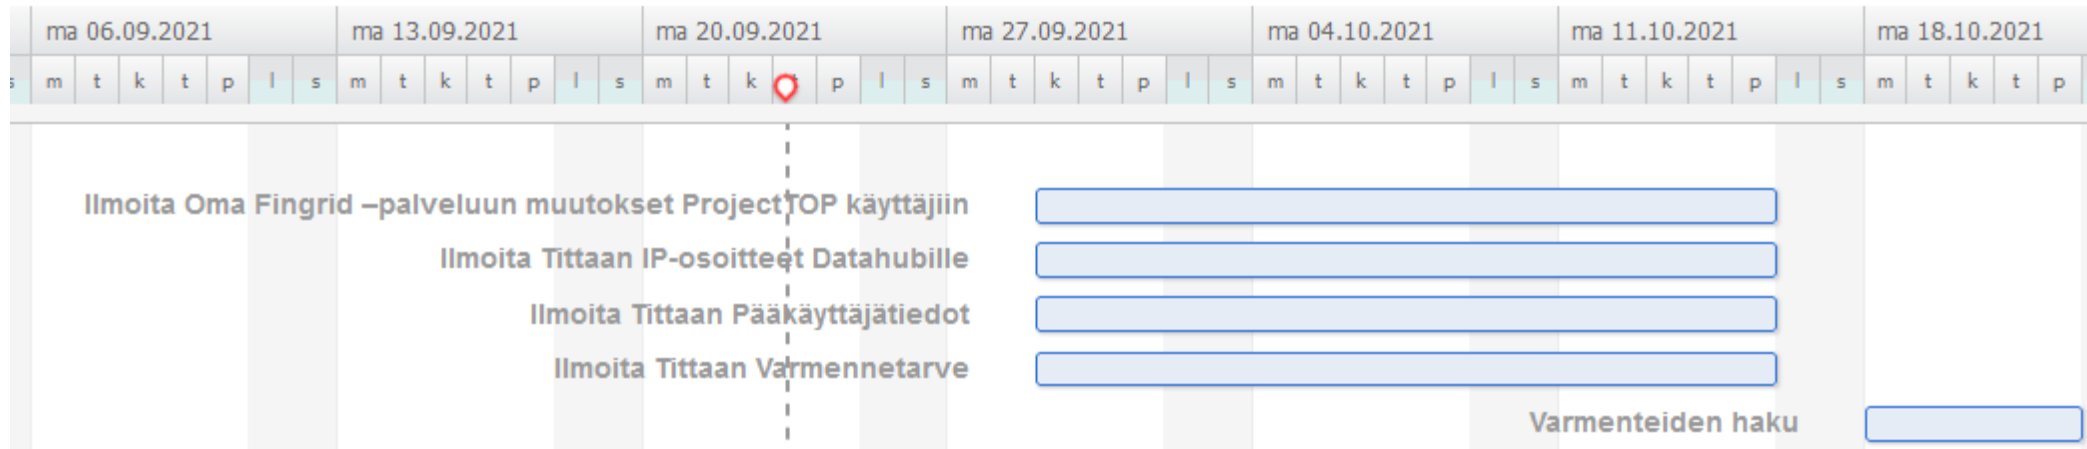 ma 06.09.2021 ma 13.09.2021 ma 20.09.2021 ma 27.09.2021 ma 04.10.2021 ma 11.10.2021 ma 18.10.2021
s m t k t p l s m t k t p l s m t k t p l s m t k t p l s m t k t p l s m t k t p l s m t k t p
Ilmoita Oma Fingrid –palveluun muutokset ProjectTOP käyttäjiin
Ilmoita Tittaan IP-osoitteet Datahubille
Ilmoita Tittaan Pääkäyttäjätiedot
Ilmoita Tittaan Varmennetarve
Varmenteiden haku